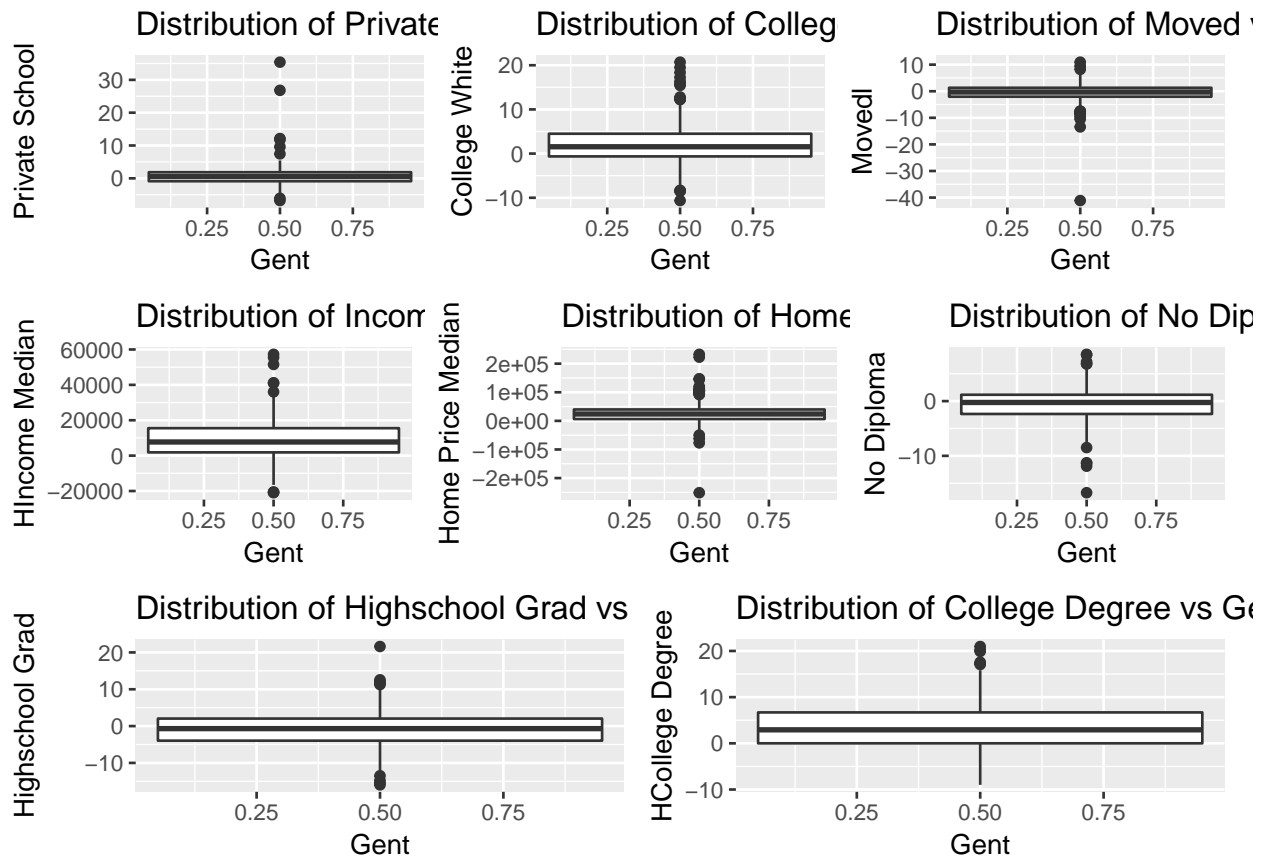 Distribution of Private
Private School
30
20
10
0
0.25 0.50 0.75
Gent
Distribution of Colleg
College White
20
10
0
−10
0.25 0.50 0.75
Gent
Distribution of Moved v
Movedl
10
0
−10
−20
−30
−40
0.25 0.50 0.75
Gent
Distribution of Incom
HIncome Median
60000
40000
20000
0
−20000
0.25 0.50 0.75
Gent
Distribution of Home
Home Price Median
2e+05
1e+05
0e+00
−1e+05
−2e+05
0.25 0.50 0.75
Gent
Distribution of No Dip
No Diploma
0
−10
0.25 0.50 0.75
Gent
Distribution of Highschool Grad vs
Highschool Grad
20
10
0
−10
0.25 0.50 0.75
Gent
Distribution of College Degree vs Ge
HCollege Degree
20
10
0
−10
0.25 0.50 0.75
Gent